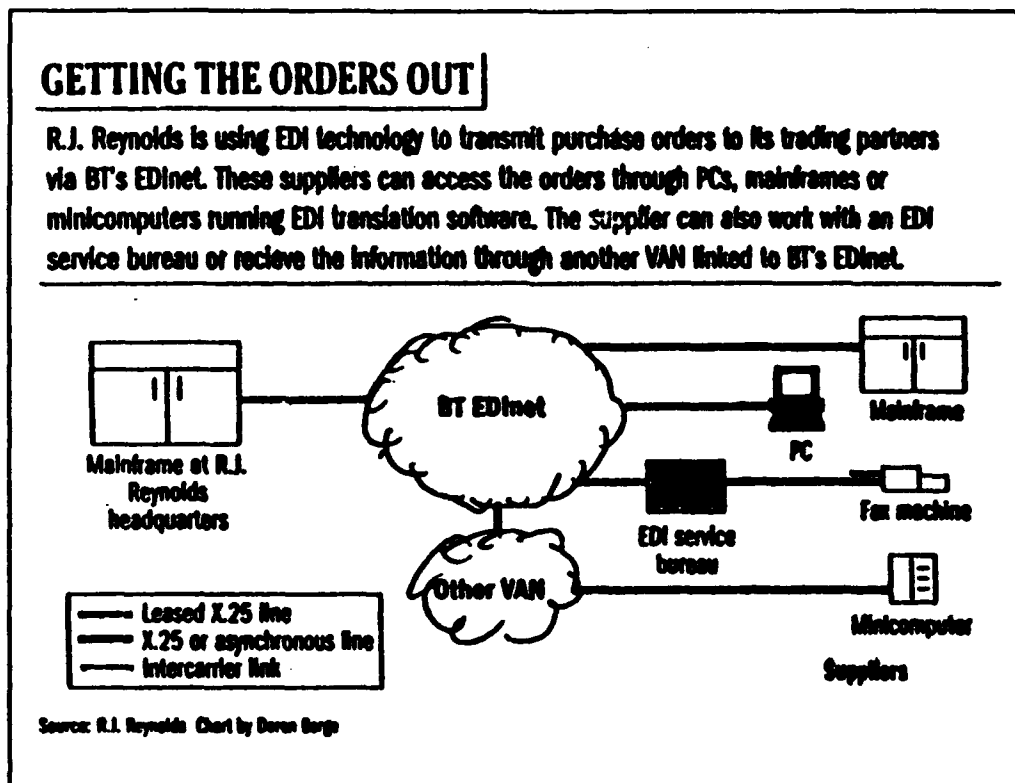 GETTING THE ORDERS OUT
R.J. Reynolds is using EDI technology to transmit purchase orders to its trading partners
via BT's EDInet. These suppliers can access the orders through PCs, mainframes or
minicomputers running EDI translation software. The supplier can also work with an EDI
service bureau or recieve the information through another VAN linked to BT's EDInet.
BT EDInet
Mainframe
PC
Mainframe at R.J.
Reynolds
headquarters
Fax machine
EDI service
bureau
Other VAN
Minicomputer
Suppliers
Leased X.25 line
X.25 or asynchronous line
Intercarrier link
Source: R.J. Reynolds Chart by Doren Berge